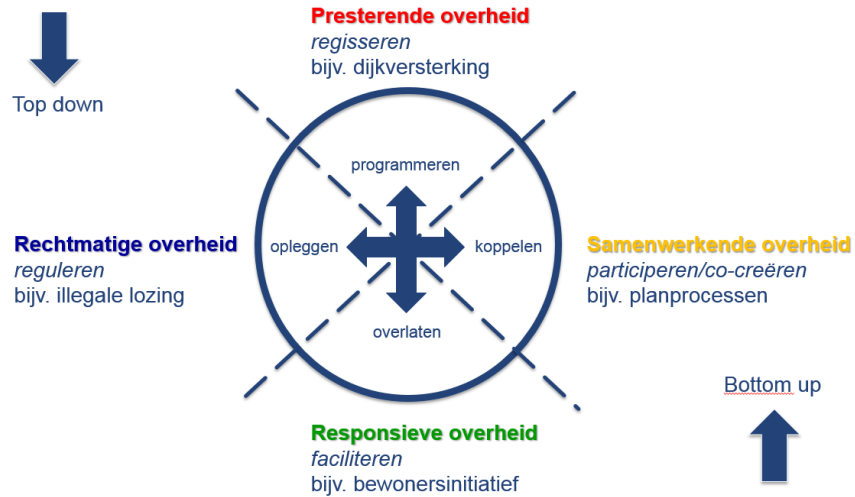 Presterende overheid
regisseren
bijv. dijkversterking
Top down
programmeren
Rechtmatige overheid
reguleren
bijv. illegale lozing
opleggen
koppelen
Samenwerkende overheid
participeren/co-creëren
bijv. planprocessen
overlaten
Bottom up
Responsieve overheid
faciliteren
bijv. bewonersinitiatief